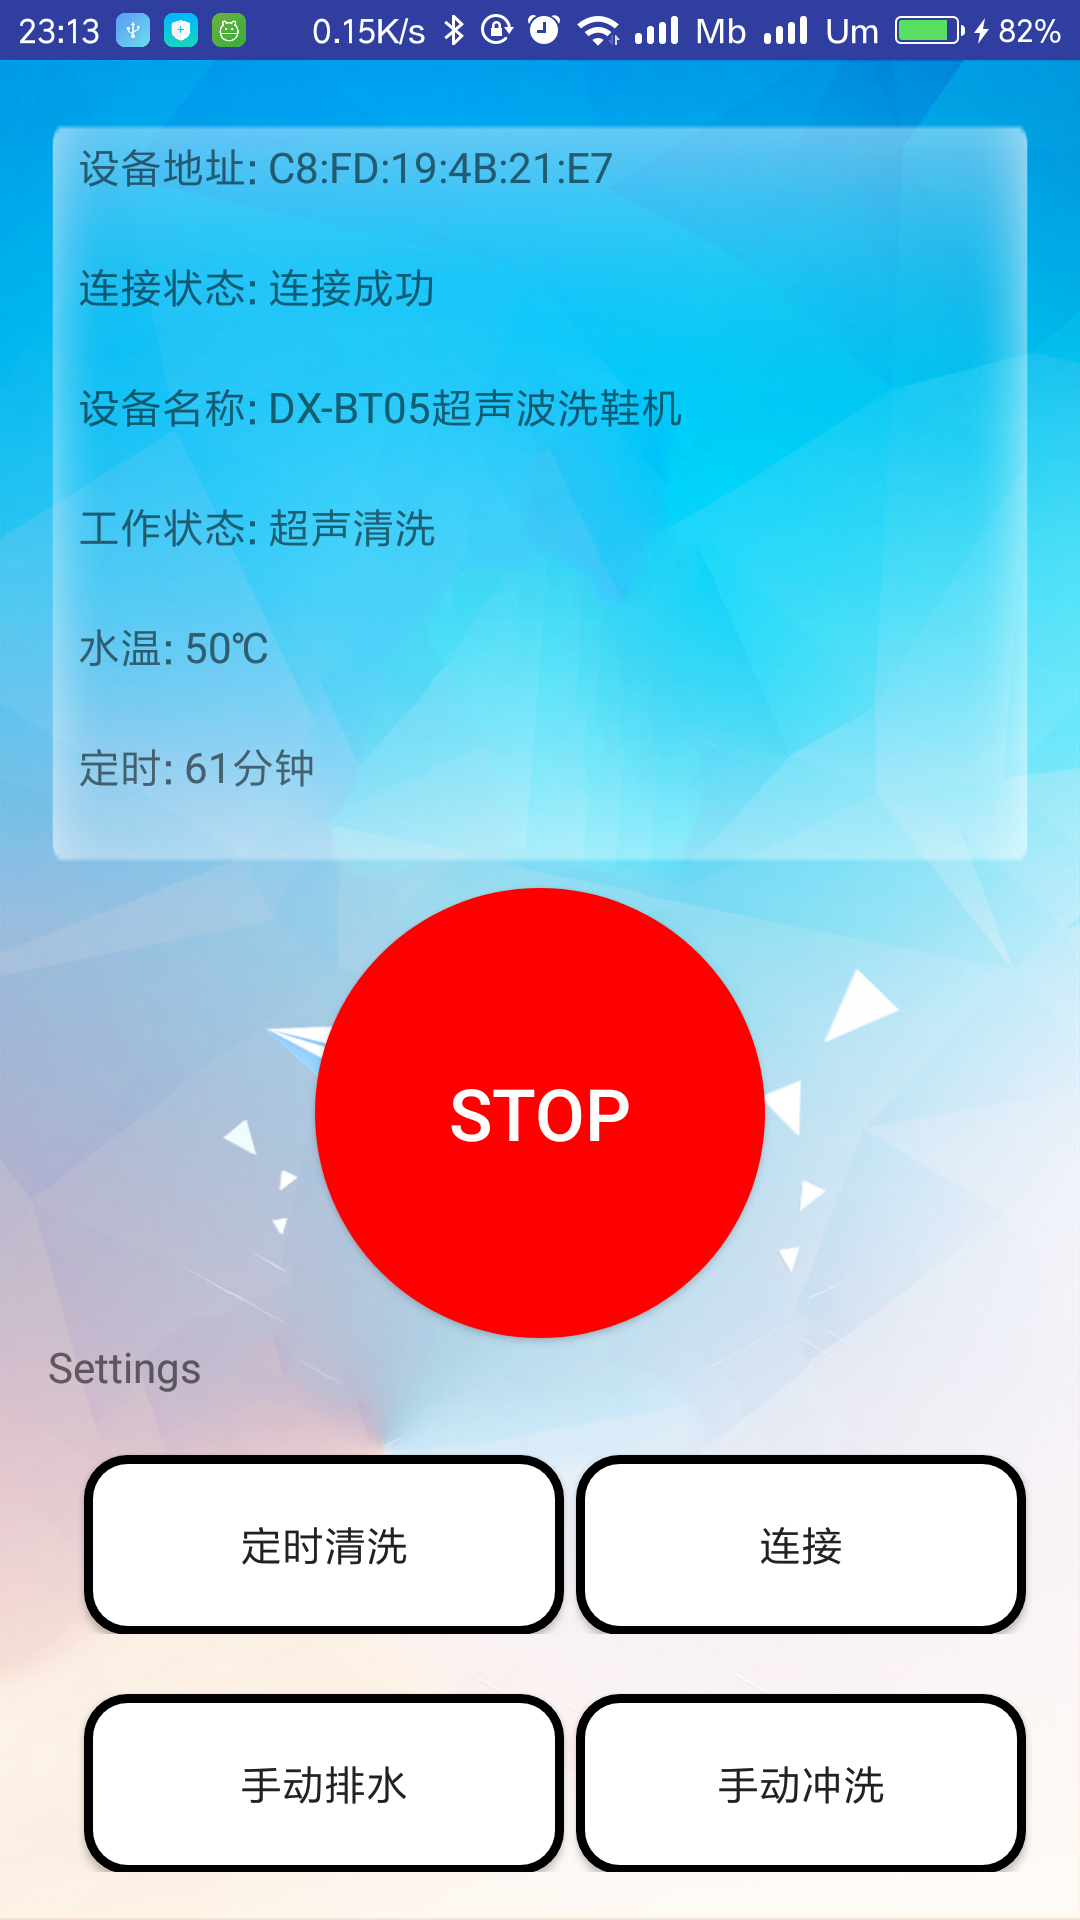 23:13 0.15K/s Mb Um 82%
设备地址: C8:FD:19:4B:21:E7
连接状态: 连接成功
设备名称: DX-BT05超声波洗鞋机
工作状态: 超声清洗
水温: 50℃
定时: 61分钟
STOP
Settings
定时清洗 连接
手动排水 手动冲洗